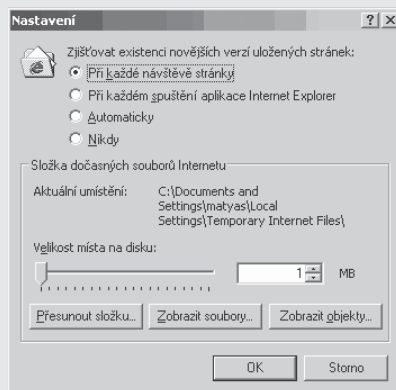 Nastavení
Zjišťovat existenci novějších verzí uložených stránek:
Při každé návštěvě stránky
Při každém spuštění aplikace Internet Explorer
Automaticky
Nikdy
Složka dočasných souborů Internetu
Aktuální umístění: C:\Documents and
Settings\matyas\Local
Settings\Temporary Internet Files\
Velikost místa na disku:
1 MB
Přesunout složku... Zobrazit soubory... Zobrazit objekty...
OK Storno